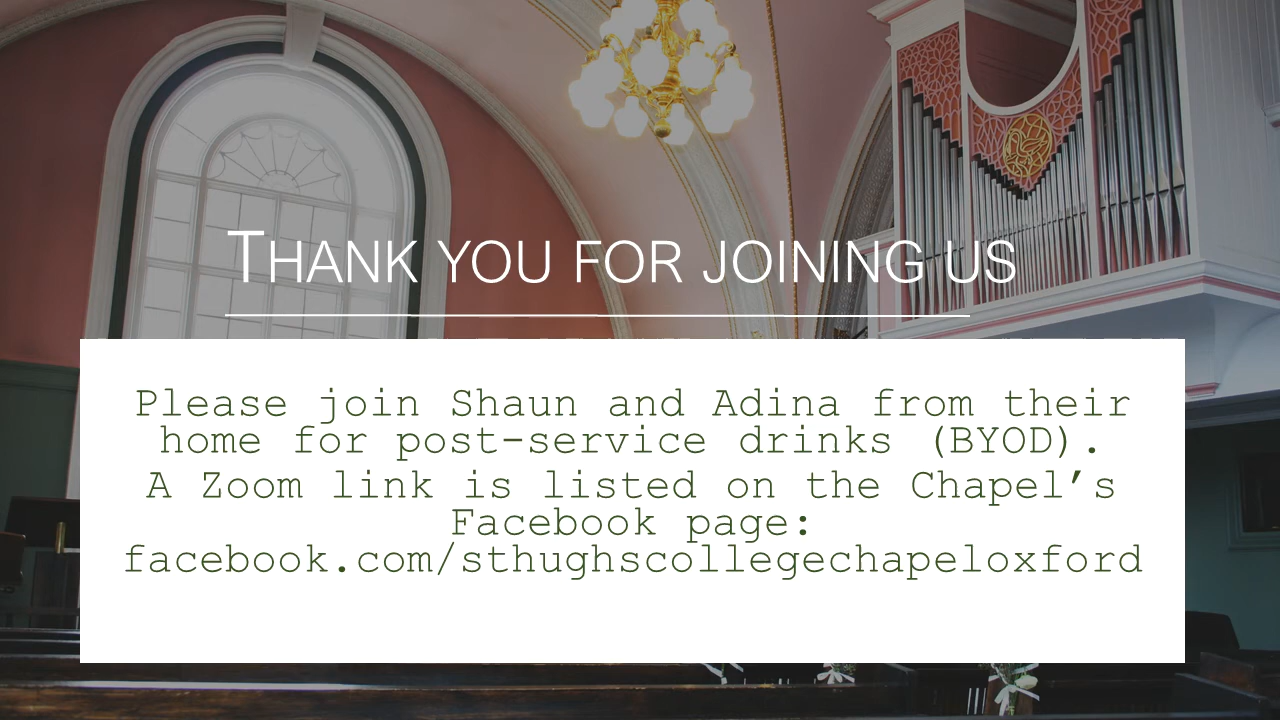 THANK YOU FOR JOINING US
Please join Shaun and Adina from their
home for post-service drinks (BYOD).
A Zoom link is listed on the Chapel’s
Facebook page:
facebook.com/sthughscollegechapeloxford